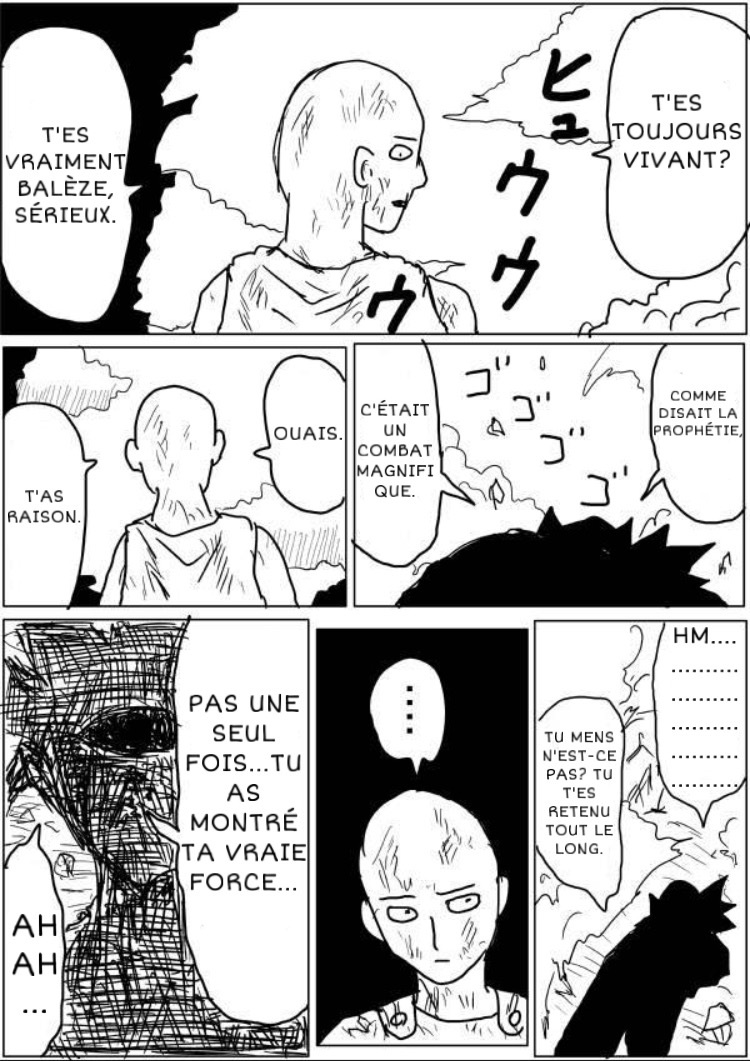 T'ES
TOUJOURS
VIVANT?
ヒュウウウ
T'ES
VRAIMENT
BALÈZE,
SÉRIEUX.
COMME
DISAIT LA
PROPHÉTIE,
ゴゴゴゴ
C'ÉTAIT
UN
COMBAT
MAGNIFI
QUE.
OUAIS.
T'AS
RAISON.
HM....
..........
..........
..........
..........
..........
TU MENS
N'EST-CE
PAS? TU
T'ES
RETENU
TOUT LE
LONG.
....
PAS UNE
SEUL
FOIS...TU
AS
MONTRÉ
TA VRAIE
FORCE...
AH
AH
...